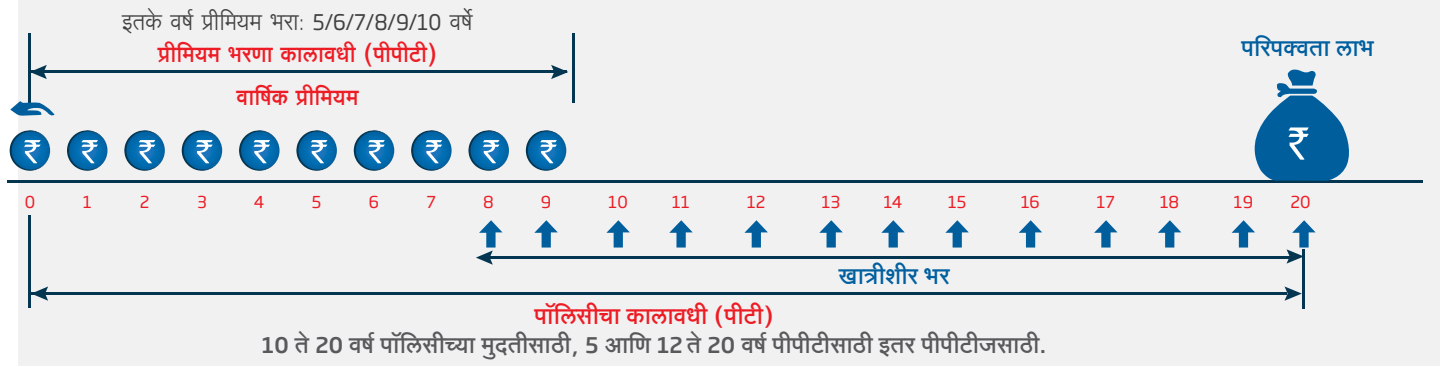 इतके वर्ष प्रीमियम भरा: 5/6/7/8/9/10 वर्षे
प्रीमियम भरणा कालावधी (पीपीटी)
वार्षिक प्रीमियम
परिपक्वता लाभ
₹ ₹ ₹ ₹ ₹ ₹ ₹ ₹ ₹ ₹ ₹
0 1 2 3 4 5 6 7 8 9 10 11 12 13 14 15 16 17 18 19 20
खात्रीशीर भर
पॉलिसीचा कालावधी (पीटी)
10 ते 20 वर्ष पॉलिसीच्या मुदतीसाठी, 5 आणि 12 ते 20 वर्ष पीपीटीसाठी इतर पीपीटीजसाठी.